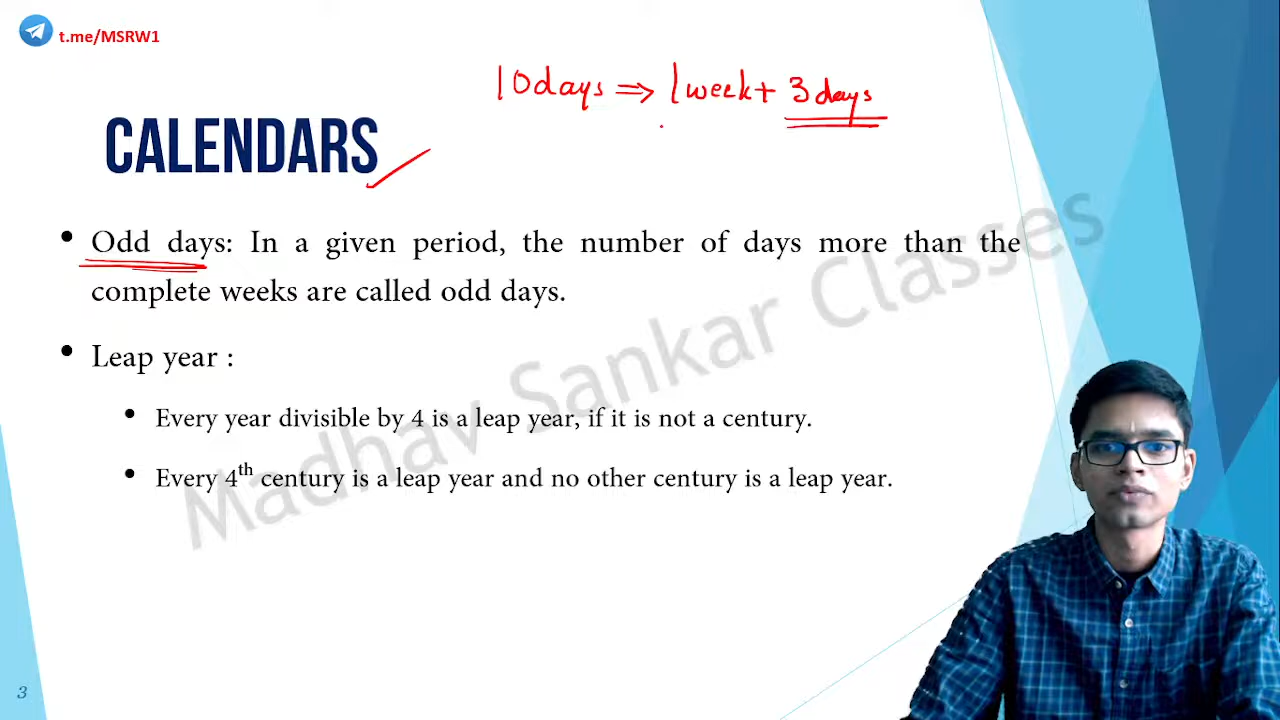 t.me/MSRW1
10days ⇒ 1week+ 3days
CALENDARS
• Odd days: In a given period, the number of days more than the
complete weeks are called odd days.
• Leap year :
• Every year divisible by 4 is a leap year, if it is not a century.
• Every 4th century is a leap year and no other century is a leap year.
Madhav Sankar Classes
3